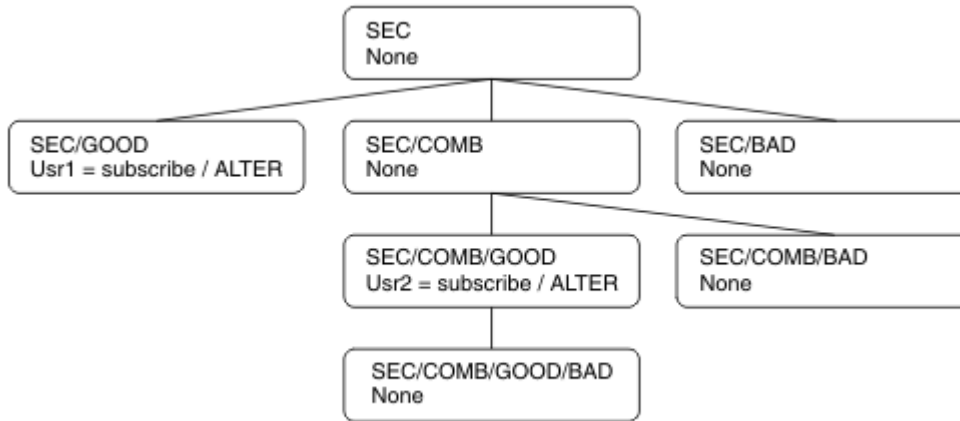 SEC
None
SEC/GOOD
Usr1 = subscribe / ALTER
SEC/COMB
None
SEC/BAD
None
SEC/COMB/GOOD
Usr2 = subscribe / ALTER
SEC/COMB/BAD
None
SEC/COMB/GOOD/BAD
None